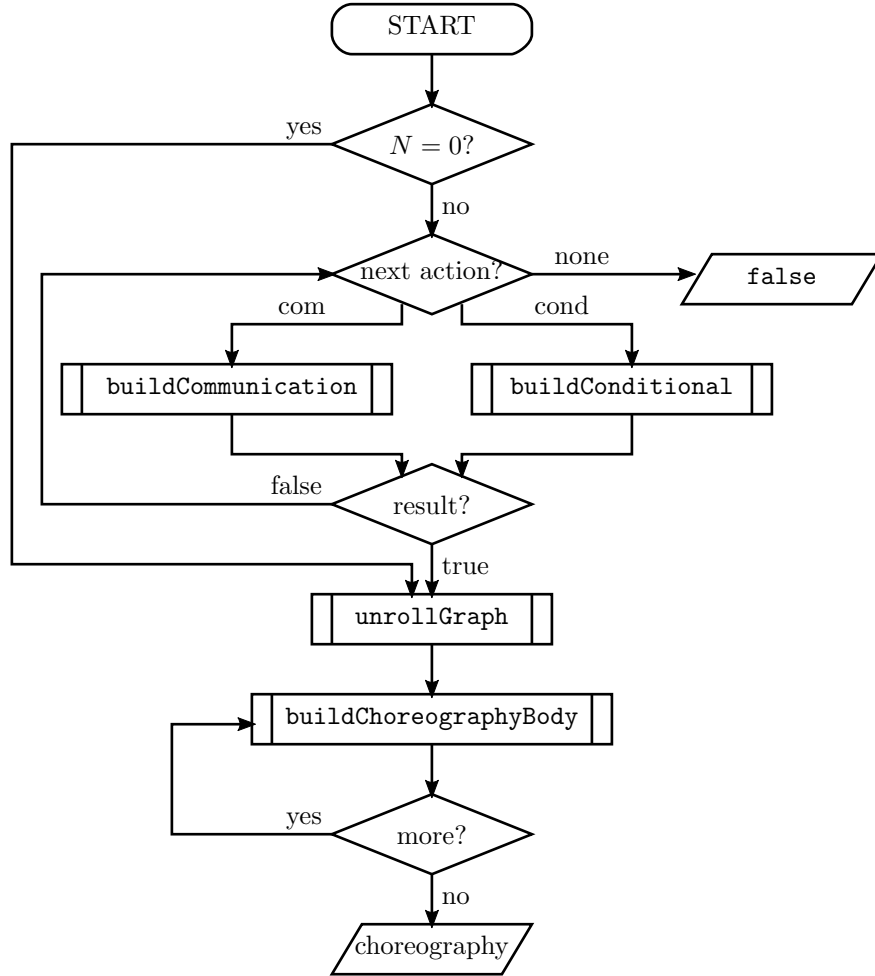 START
yes
N = 0?
no
next action?
none
false
com
cond
buildCommunication
buildConditional
false
result?
true
unrollGraph
buildChoreographyBody
yes
more?
no
choreography